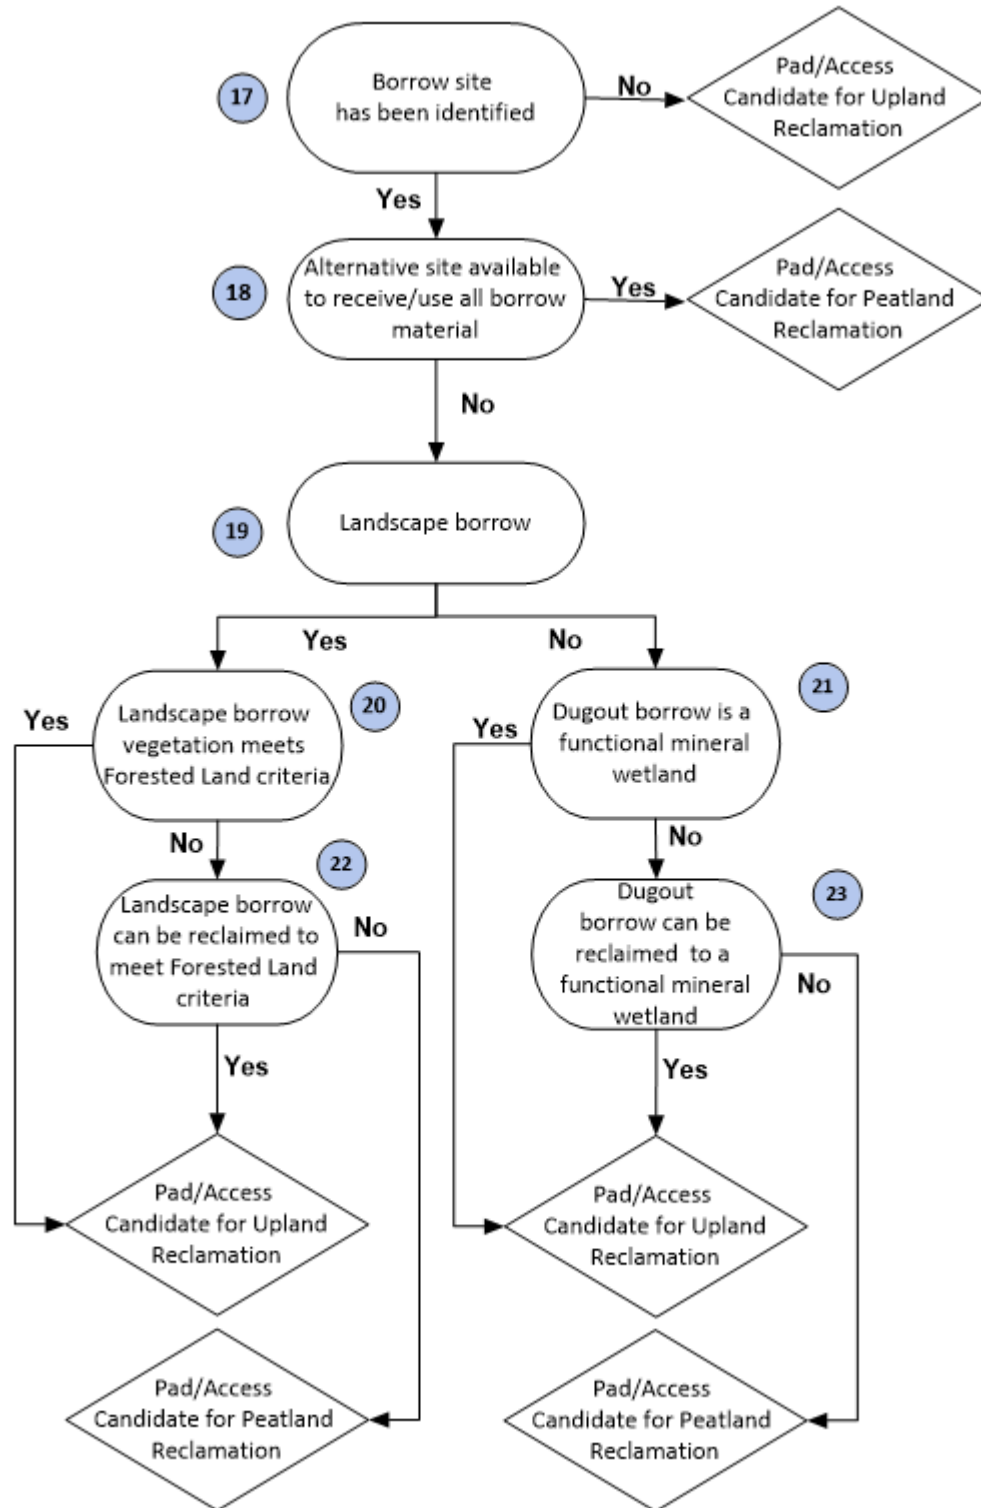 17
Borrow site
has been identified
No
Pad/Access
Candidate for Upland
Reclamation
Yes
18
Alternative site available
to receive/use all borrow
material
Yes
Pad/Access
Candidate for Peatland
Reclamation
No
19
Landscape borrow
Yes
No
20
Landscape borrow
vegetation meets
Forested Land criteria
Yes
No
21
Dugout borrow is a
functional mineral
wetland
Yes
No
22
Landscape borrow
can be reclaimed to
meet Forested Land
criteria
No
Yes
23
Dugout
borrow can be
reclaimed to a
functional mineral
wetland
No
Yes
Pad/Access
Candidate for Upland
Reclamation
Pad/Access
Candidate for Upland
Reclamation
Pad/Access
Candidate for Peatland
Reclamation
Pad/Access
Candidate for Peatland
Reclamation